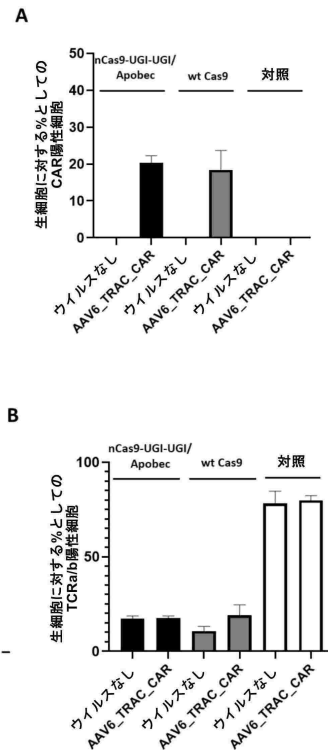 A
nCas9-UGI-UGI/
Apobec
wt Cas9
対照
生細胞に対する%としての
CAR陽性細胞
50
40
30
20
10
0
ウイルスなし
AAV6_TRAC_CAR
ウイルスなし
AAV6_TRAC_CAR
ウイルスなし
AAV6_TRAC_CAR
B
nCas9-UGI-UGI/
Apobec
wt Cas9
対照
生細胞に対する%としての
TCRa/b陽性細胞
100
50
0
ウイルスなし
AAV6_TRAC_CAR
ウイルスなし
AAV6_TRAC_CAR
ウイルスなし
AAV6_TRAC_CAR